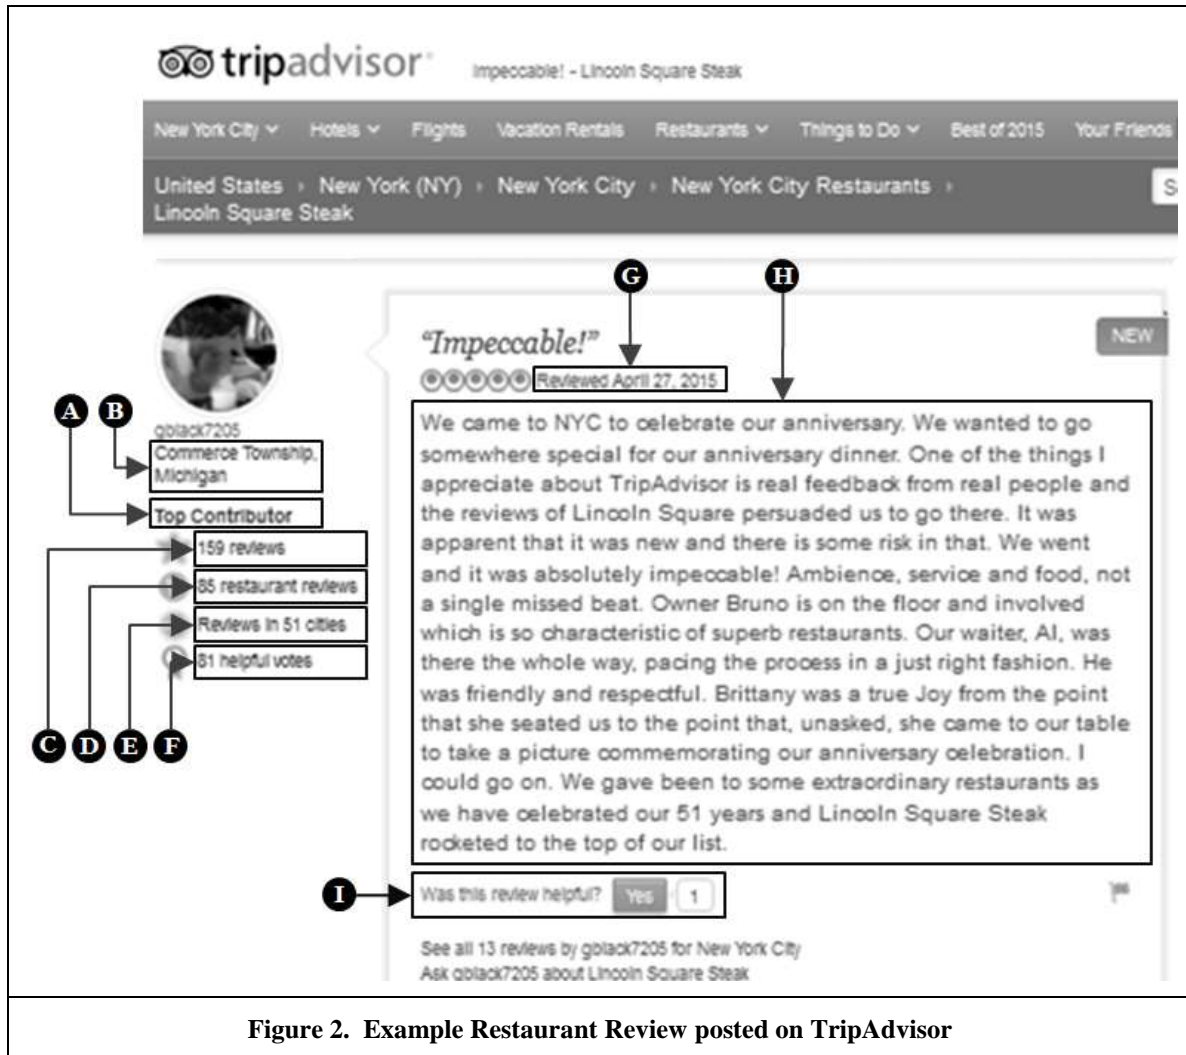 tripadvisor
Impeccable! - Lincoln Square Steak
New York City Hotels Flights Vacation Rentals Restaurants Things to Do Best of 2015 Your Friends
United States New York (NY) New York City New York City Restaurants
Lincoln Square Steak
S
G H
"Impeccable!"
NEW
Reviewed April 27, 2015
A B
gblack7205
Commerce Township,
Michigan
Top Contributor
159 reviews
85 restaurant reviews
Reviews in 51 cities
81 helpful votes
C D E F
We came to NYC to celebrate our anniversary. We wanted to go
somewhere special for our anniversary dinner. One of the things I
appreciate about TripAdvisor is real feedback from real people and
the reviews of Lincoln Square persuaded us to go there. It was
apparent that it was new and there is some risk in that. We went
and it was absolutely impeccable! Ambience, service and food, not
a single missed beat. Owner Bruno is on the floor and involved
which is so characteristic of superb restaurants. Our waiter, Al, was
there the whole way, pacing the process in a just right fashion. He
was friendly and respectful. Brittany was a true Joy from the point
that she seated us to the point that, unasked, she came to our table
to take a picture commemorating our anniversary celebration. I
could go on. We gave been to some extraordinary restaurants as
we have celebrated our 51 years and Lincoln Square Steak
rocketed to the top of our list.
I
Was this review helpful? Yes 1
See all 13 reviews by gblack7205 for New York City
Ask gblack7205 about Lincoln Square Steak
Figure 2. Example Restaurant Review posted on TripAdvisor